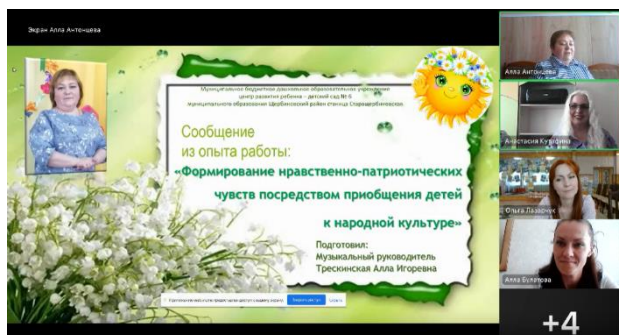 Экран Алла Антонцева
Муниципальное бюджетное дошкольное образовательное учреждение
центр развития ребенка – детский сад № 6
муниципального образования Щербиновский район станица Старощербиновская
Сообщение
из опыта работы:
«Формирование нравственно-патриотических
чувств посредством приобщения детей
к народной культуре»
Подготовил:
Музыкальный руководитель
Трескинская Алла Игоревна
Алла Антонцева
Анастасия
Ольга Лазорчик
Алла Булатова
+4